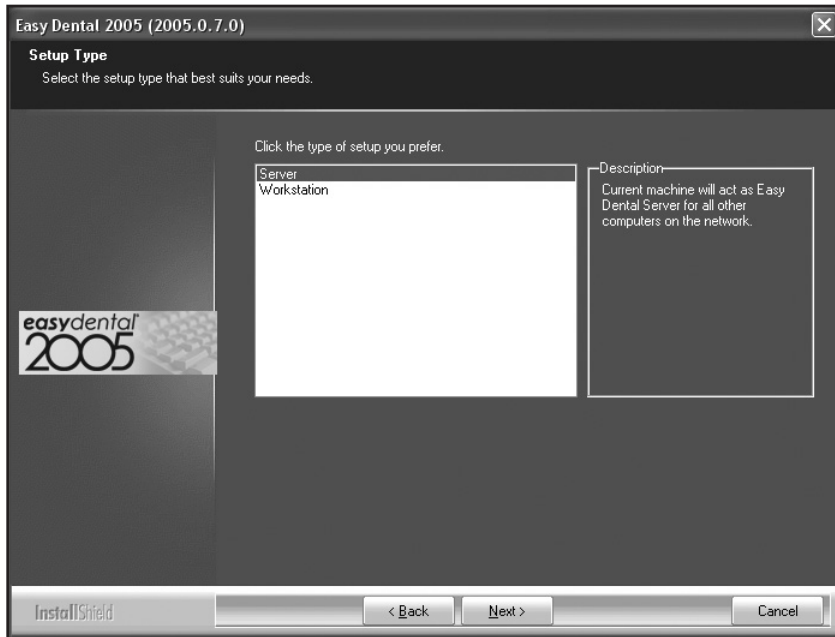 Easy Dental 2005 (2005.0.7.0)
Setup Type
Select the setup type that best suits your needs.
Click the type of setup you prefer.
Server
Workstation
Description
Current machine will act as Easy
Dental Server for all other
computers on the network.
easydental
2005
InstallShield
< Back
Next >
Cancel